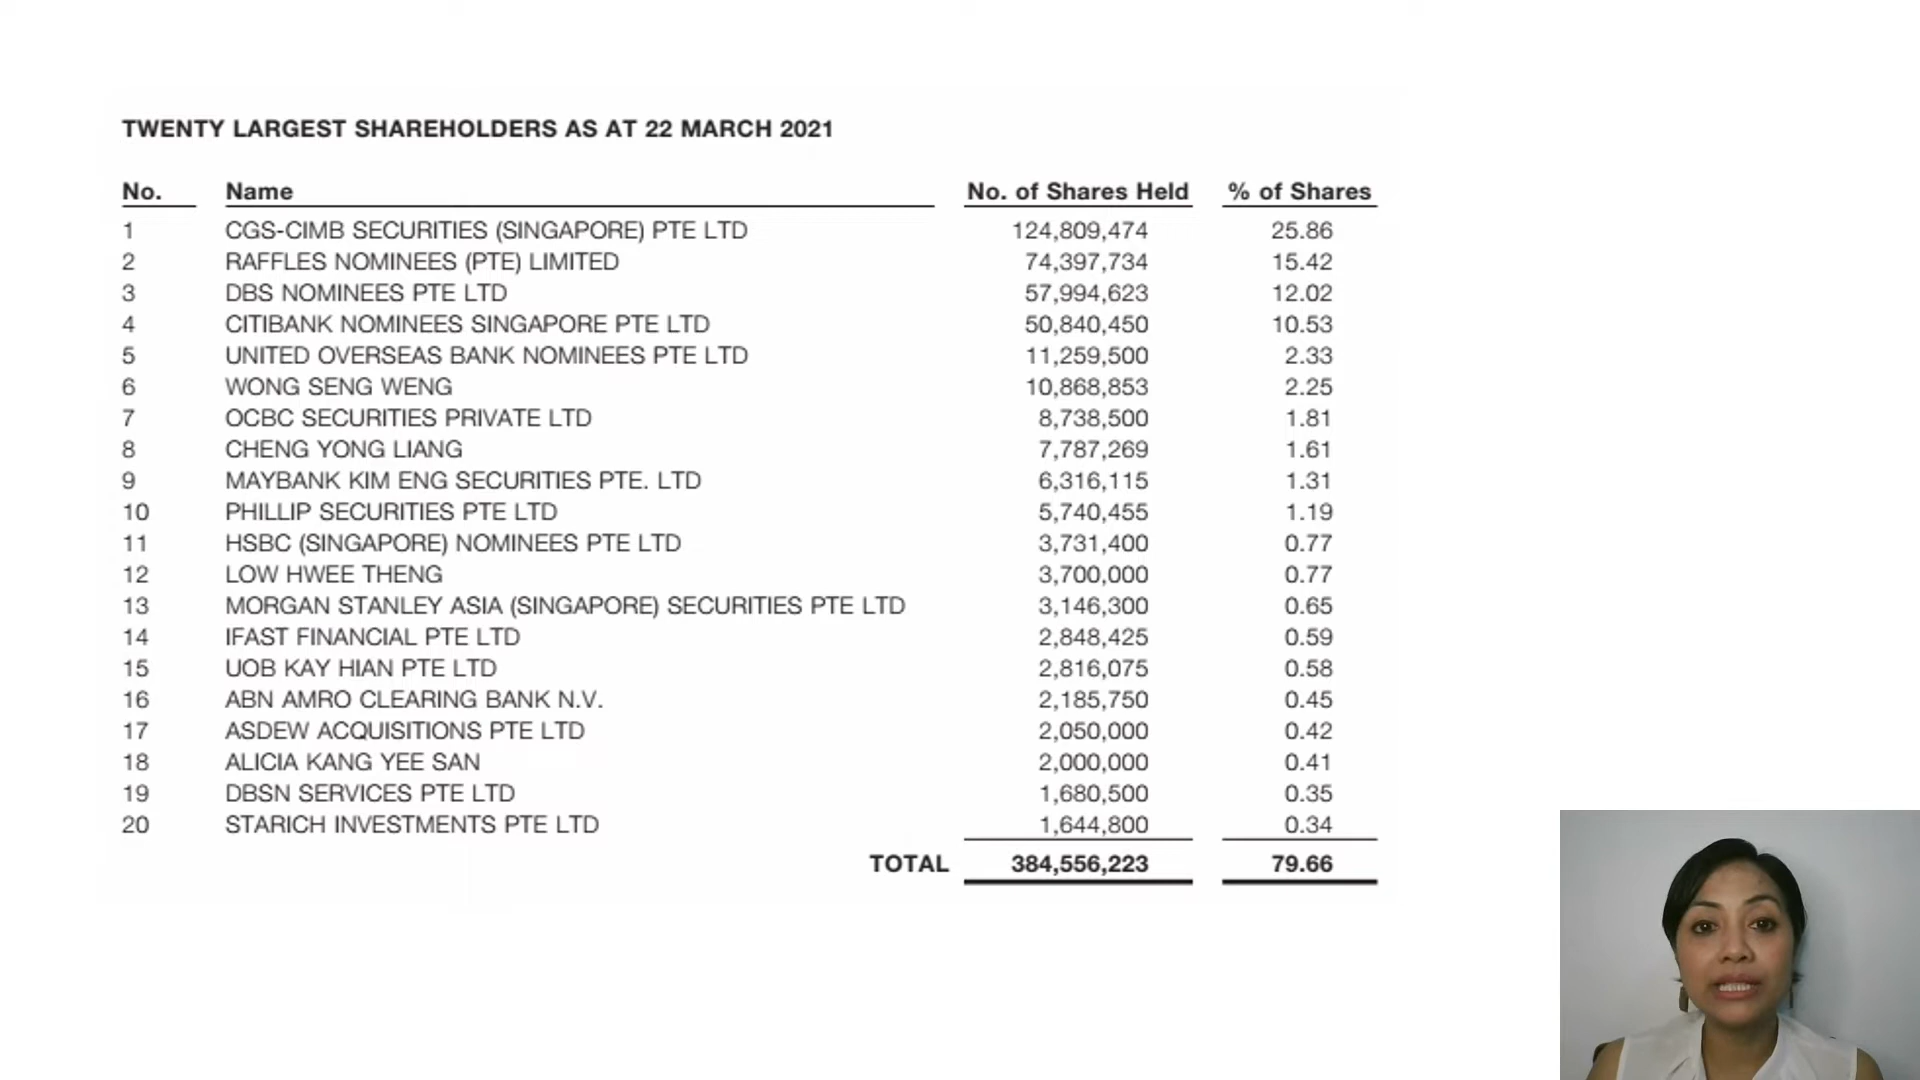 TWENTY LARGEST SHAREHOLDERS AS AT 22 MARCH 2021
No. Name No. of Shares Held % of Shares
1 CGS-CIMB SECURITIES (SINGAPORE) PTE LTD 124,809,474 25.86
2 RAFFLES NOMINEES (PTE) LIMITED 74,397,734 15.42
3 DBS NOMINEES PTE LTD 57,994,623 12.02
4 CITIBANK NOMINEES SINGAPORE PTE LTD 50,840,450 10.53
5 UNITED OVERSEAS BANK NOMINEES PTE LTD 11,259,500 2.33
6 WONG SENG WENG 10,868,853 2.25
7 OCBC SECURITIES PRIVATE LTD 8,738,500 1.81
8 CHENG YONG LIANG 7,787,269 1.61
9 MAYBANK KIM ENG SECURITIES PTE. LTD 6,316,115 1.31
10 PHILLIP SECURITIES PTE LTD 5,740,455 1.19
11 HSBC (SINGAPORE) NOMINEES PTE LTD 3,731,400 0.77
12 LOW HWEE THENG 3,700,000 0.77
13 MORGAN STANLEY ASIA (SINGAPORE) SECURITIES PTE LTD 3,146,300 0.65
14 IFAST FINANCIAL PTE LTD 2,848,425 0.59
15 UOB KAY HIAN PTE LTD 2,816,075 0.58
16 ABN AMRO CLEARING BANK N.V. 2,185,750 0.45
17 ASDEW ACQUISITIONS PTE LTD 2,050,000 0.42
18 ALICIA KANG YEE SAN 2,000,000 0.41
19 DBSN SERVICES PTE LTD 1,680,500 0.35
20 STARICH INVESTMENTS PTE LTD 1,644,800 0.34
TOTAL 384,556,223 79.66